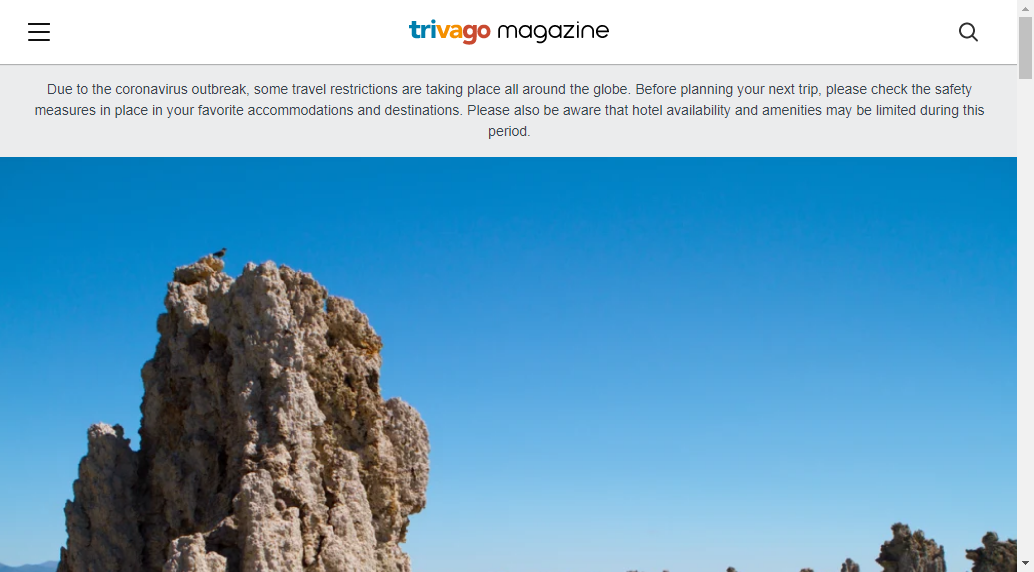 trivago magazine
Due to the coronavirus outbreak, some travel restrictions are taking place all around the globe. Before planning your next trip, please check the safety
measures in place in your favorite accommodations and destinations. Please also be aware that hotel availability and amenities may be limited during this
period.